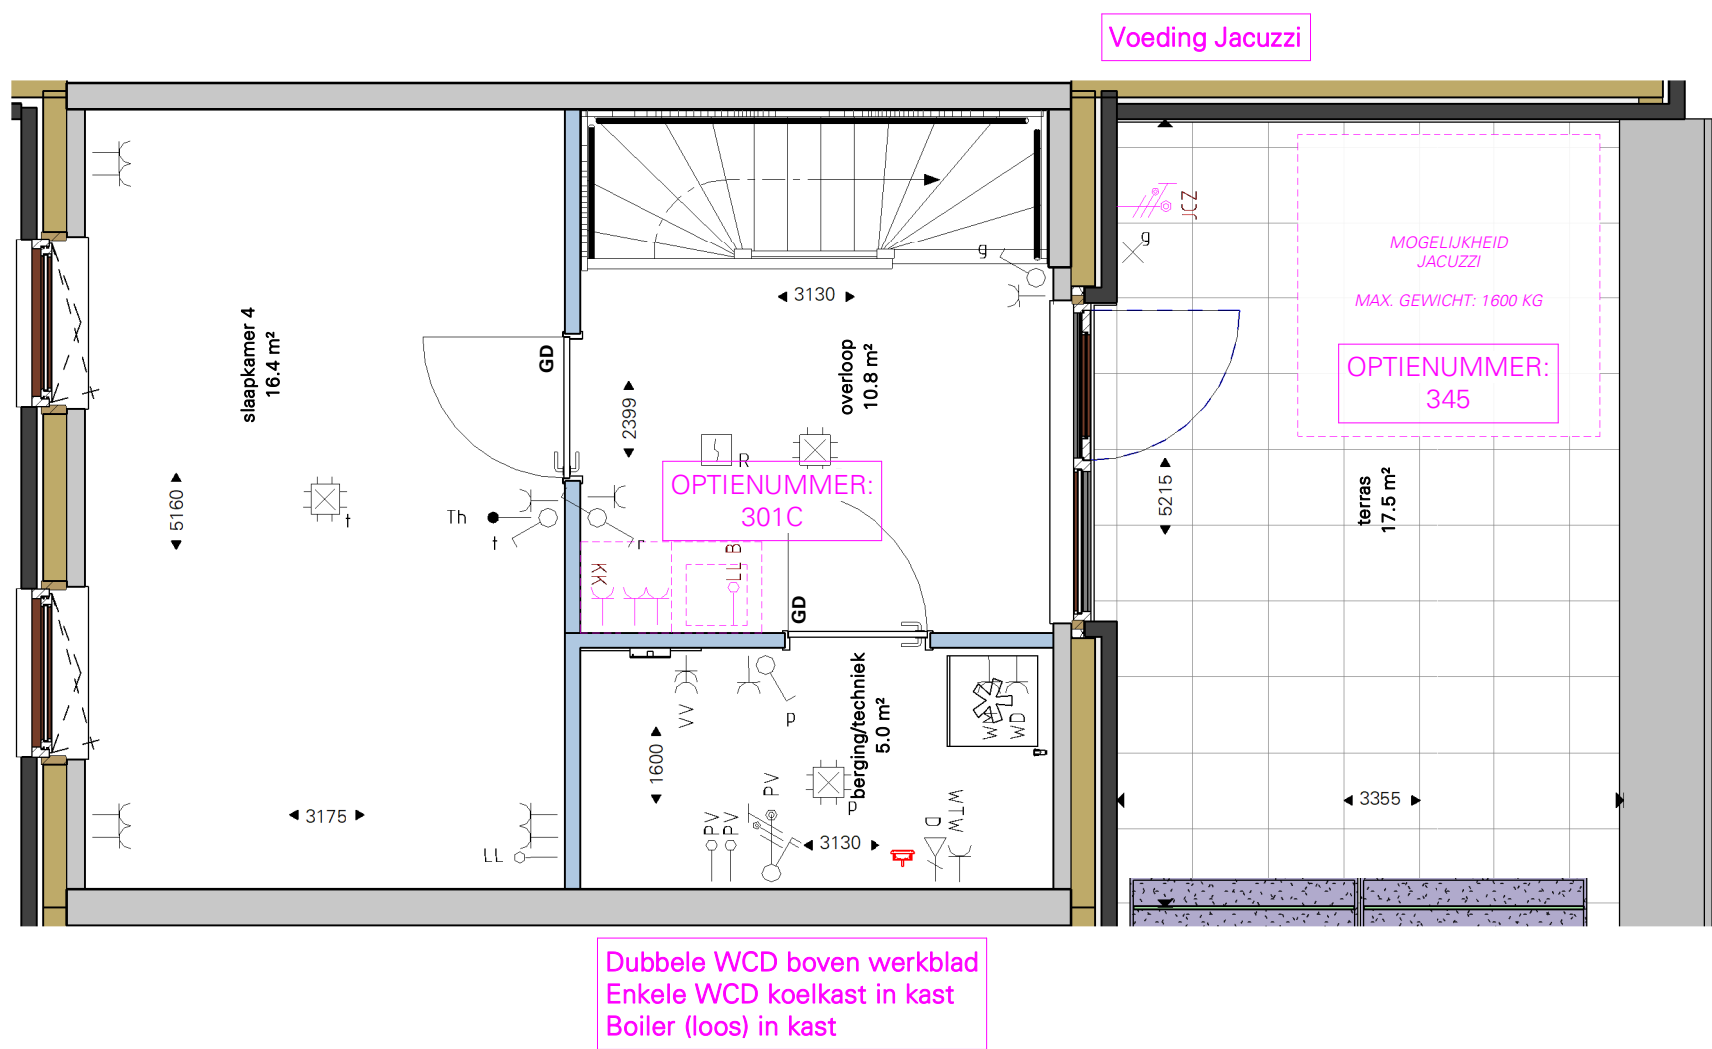 Voeding Jacuzzi
JCZ
g
MOGELIJKHEID
JACUZZI
MAX. GEWICHT: 1600 KG
OPTIENUMMER:
345
g
3130
slaapkamer 4
16.4 m²
GD
overloop
10.8 m²
2399
R
OPTIENUMMER:
301C
5160
t
Th
t
r
5215
terras
17.5 m²
KK
LL B
GD
VV
p
berging/techniek
5.0 m²
WM
WD
1600
PV
p
3175
PV
PV
3130
D
WTW
3355
LL
Dubbele WCD boven werkblad
Enkele WCD koelkast in kast
Boiler (loos) in kast